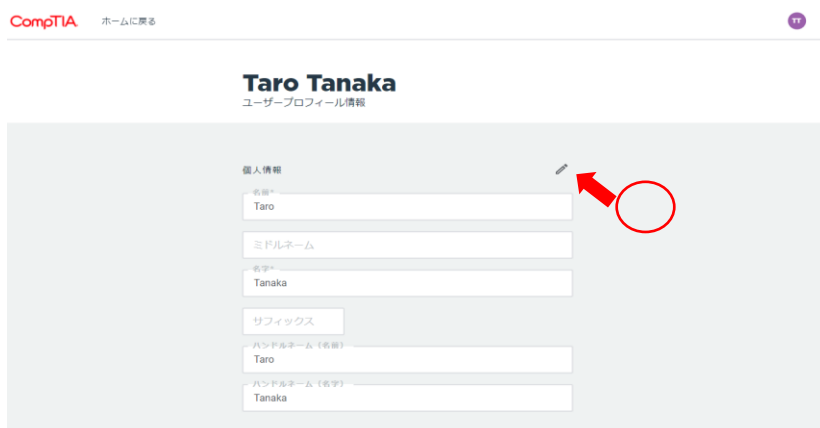 CompTIA. ホームに戻る
TT
Taro Tanaka
ユーザープロフィール情報
個人情報
名前*
Taro
ミドルネーム
名字*
Tanaka
サフィックス
ハンドルネーム（名前）
Taro
ハンドルネーム（名字）
Tanaka